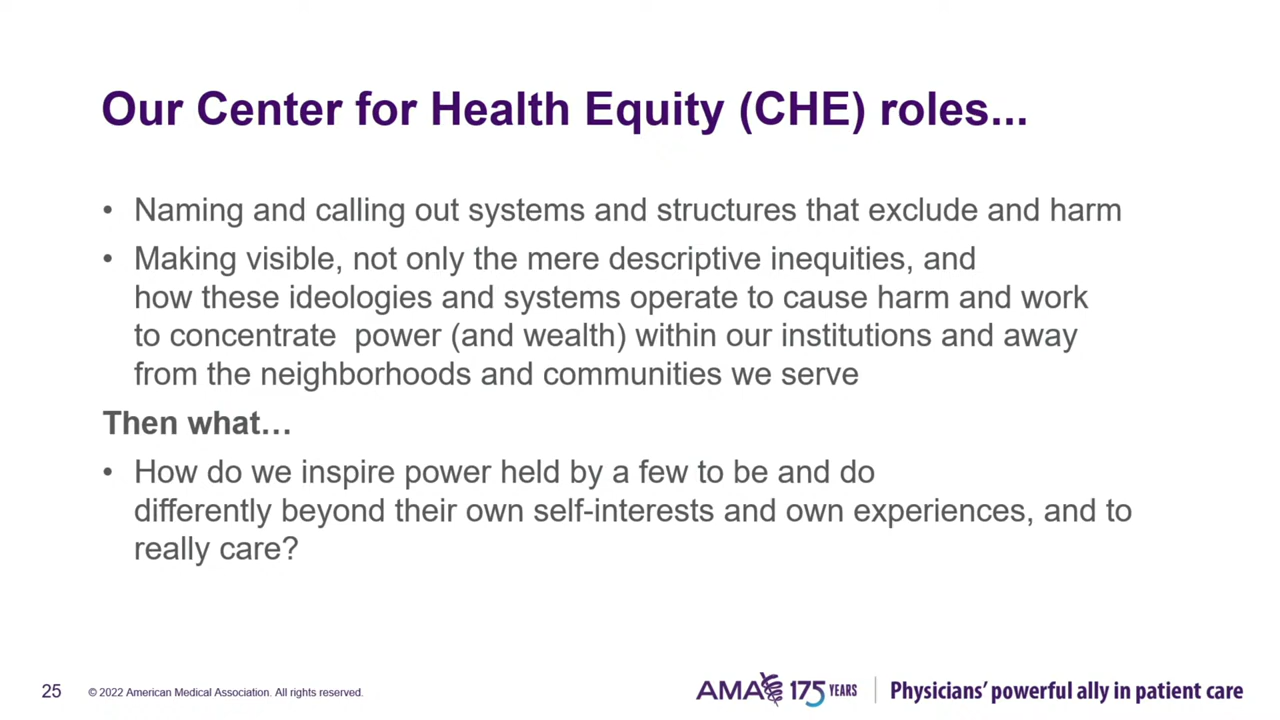 Our Center for Health Equity (CHE) roles...
• Naming and calling out systems and structures that exclude and harm
• Making visible, not only the mere descriptive inequities, and
how these ideologies and systems operate to cause harm and work
to concentrate  power (and wealth) within our institutions and away
from the neighborhoods and communities we serve
Then what…
• How do we inspire power held by a few to be and do
differently beyond their own self-interests and own experiences, and to
really care?
25
© 2022 American Medical Association. All rights reserved.
AMA 175 YEARS
Physicians’ powerful ally in patient care